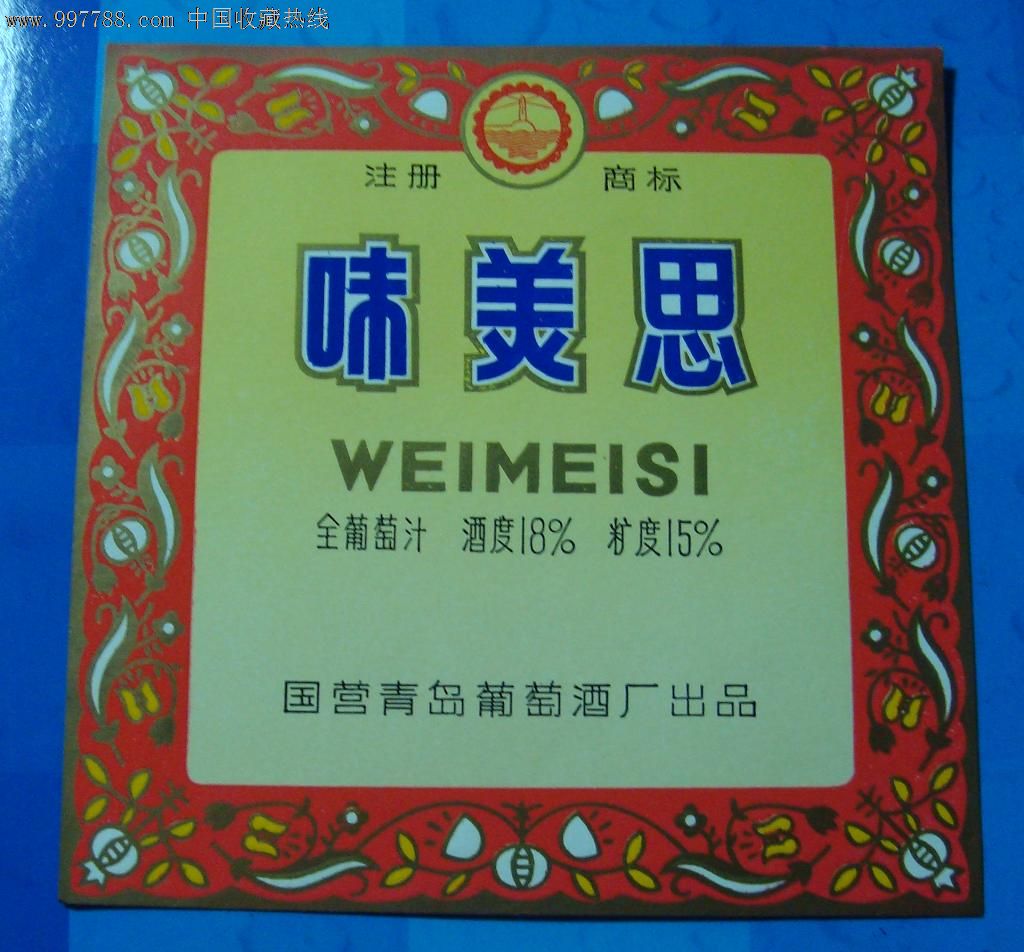 www.997788.com 中国收藏热线
注册 商标
味美思
WEIMEISI
全葡萄汁 酒度18% 籷度15%
国营青岛葡萄酒厂出品